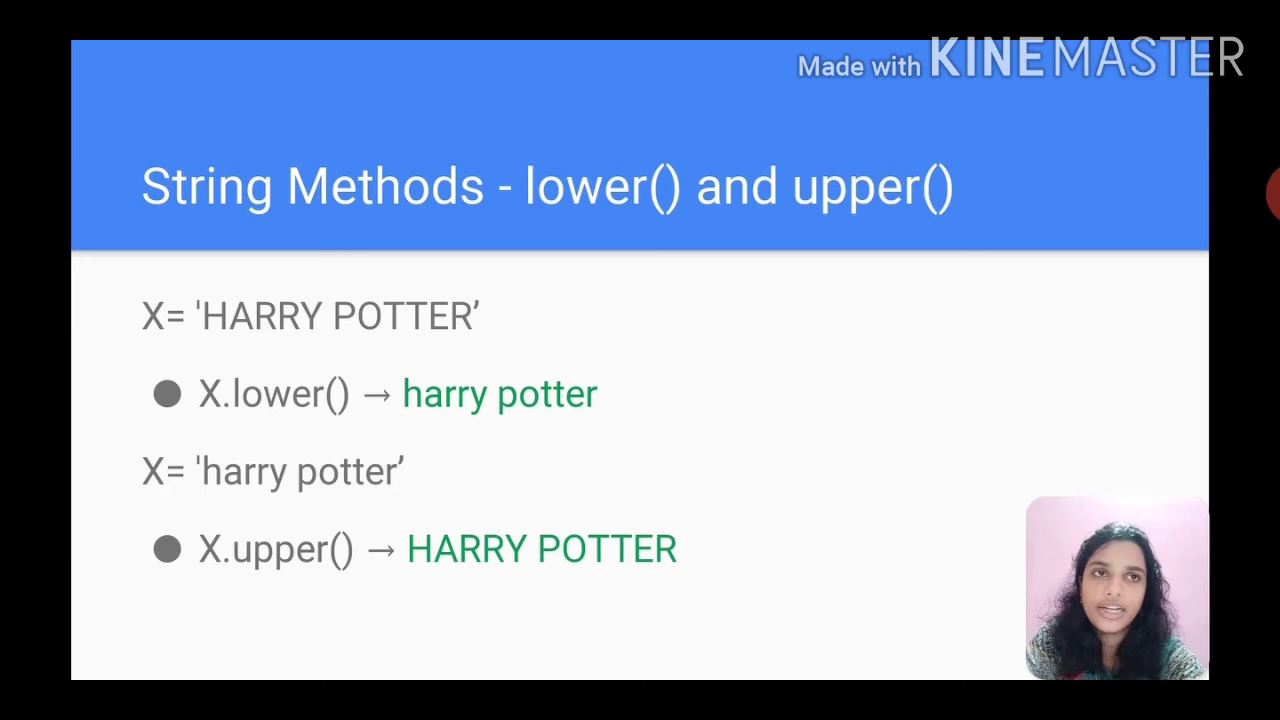 Made with KINEMASTER
String Methods - lower() and upper()
X= 'HARRY POTTER’
● X.lower() → harry potter
X= 'harry potter’
● X.upper() → HARRY POTTER